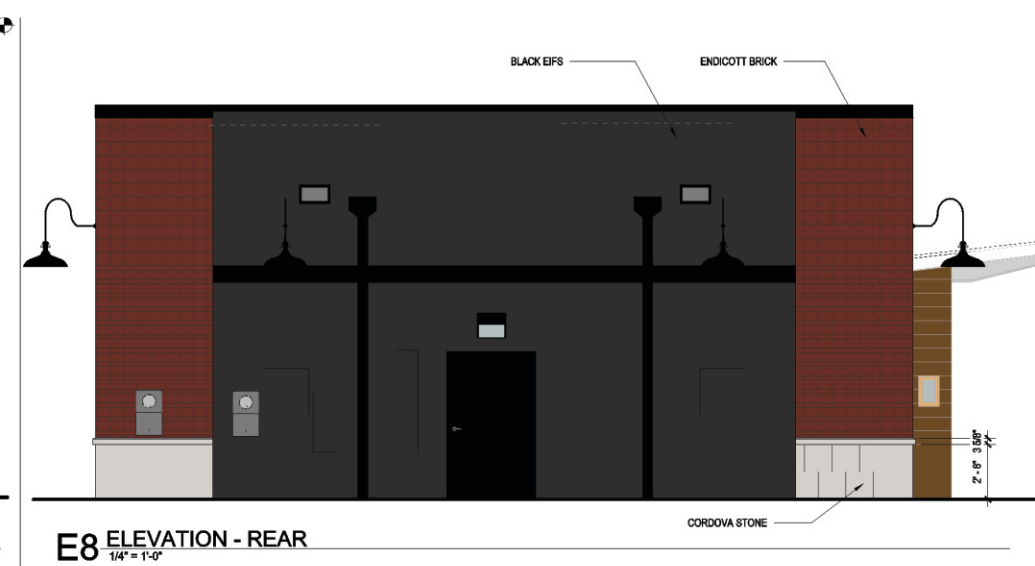 BLACK EIFS
ENDICOTT BRICK
3 5/8"
2' - 8"
CORDOVA STONE
E8 ELEVATION - REAR
1/4" = 1'-0"